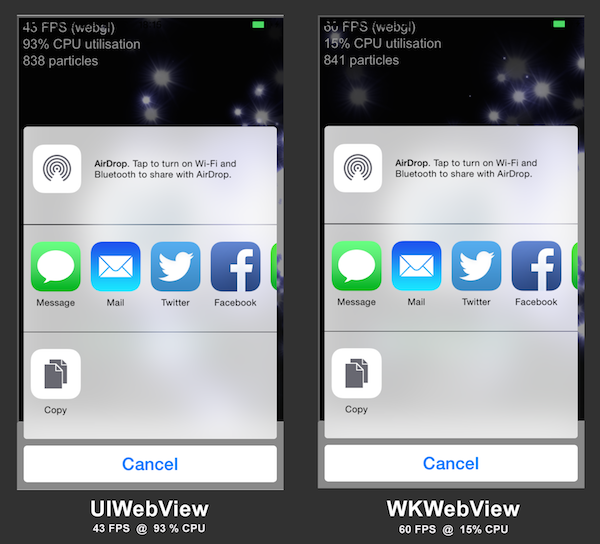 43 FPS (webgl)
93% CPU utilisation
838 particles
AirDrop. Tap to turn on Wi-Fi and
Bluetooth to share with AirDrop.
Message
Mail
Twitter
Facebook
Copy
Cancel
UIWebView
43 FPS @ 93 % CPU
60 FPS (webgl)
15% CPU utilisation
841 particles
AirDrop. Tap to turn on Wi-Fi and
Bluetooth to share with AirDrop.
Message
Mail
Twitter
Facebook
Copy
Cancel
WKWebView
60 FPS @ 15% CPU